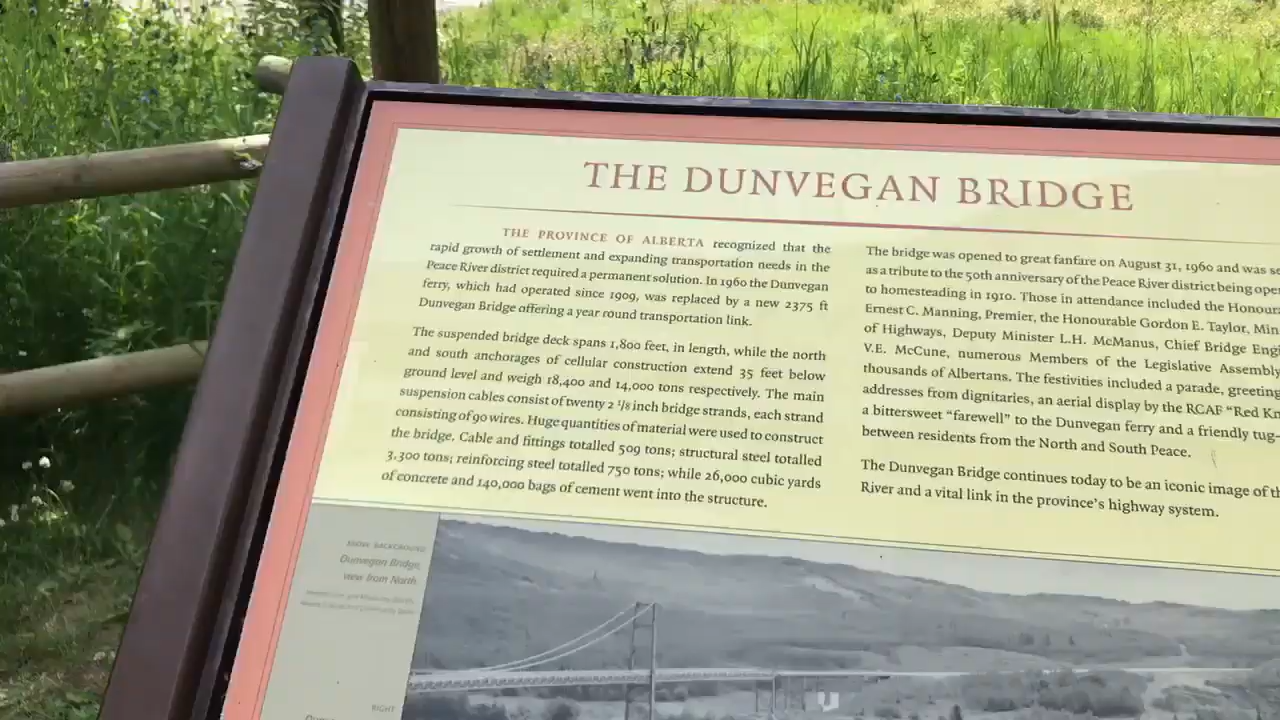 THE DUNVEGAN BRIDGE
THE PROVINCE OF ALBERTA recognized that the
rapid growth of settlement and expanding transportation needs in the
Peace River district required a permanent solution. In 1960 the Dunvegan
ferry, which had operated since 1909, was replaced by a new 2375 ft
Dunvegan Bridge offering a year round transportation link.
The suspended bridge deck spans 1,800 feet, in length, while the north
and south anchorages of cellular construction extend 35 feet below
ground level and weigh 18,400 and 14,000 tons respectively. The main
suspension cables consist of twenty 2 1/8 inch bridge strands, each strand
consisting of 90 wires. Huge quantities of material were used to construct
the bridge. Cable and fittings totalled 509 tons; structural steel totalled
3,300 tons; reinforcing steel totalled 750 tons; while 26,000 cubic yards
of concrete and 140,000 bags of cement went into the structure.
The bridge was opened to great fanfare on August 31, 1960 and was
as a tribute to the 50th anniversary of the Peace River district being
to homesteading in 1910. Those in attendance included the
Ernest C. Manning, Premier, the Honourable Gordon E. Taylor,
of Highways, Deputy Minister L.H. McManus, Chief Bridge
V.E. McCune, numerous Members of the Legislative Assembly
thousands of Albertans. The festivities included a parade,
addresses from dignitaries, an aerial display by the RCAF "Red
a bittersweet "farewell" to the Dunvegan ferry and a friendly tug-
between residents from the North and South Peace.
The Dunvegan Bridge continues today to be an iconic image of
River and a vital link in the province's highway system.
ABOVE BACKGROUND
Dunvegan Bridge,
view from North.
RIGHT